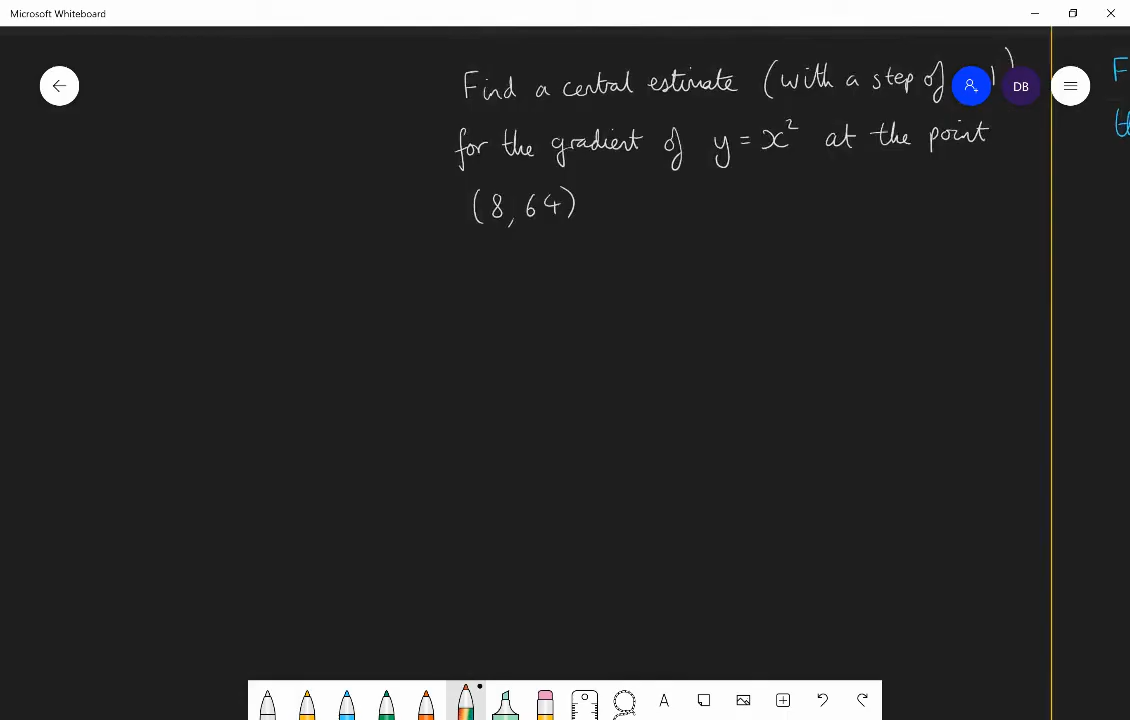 Microsoft Whiteboard
Find a central estimate (with a step of 1)
F
for the gradient of y = x² at the point
t
(8, 64)
DB
A